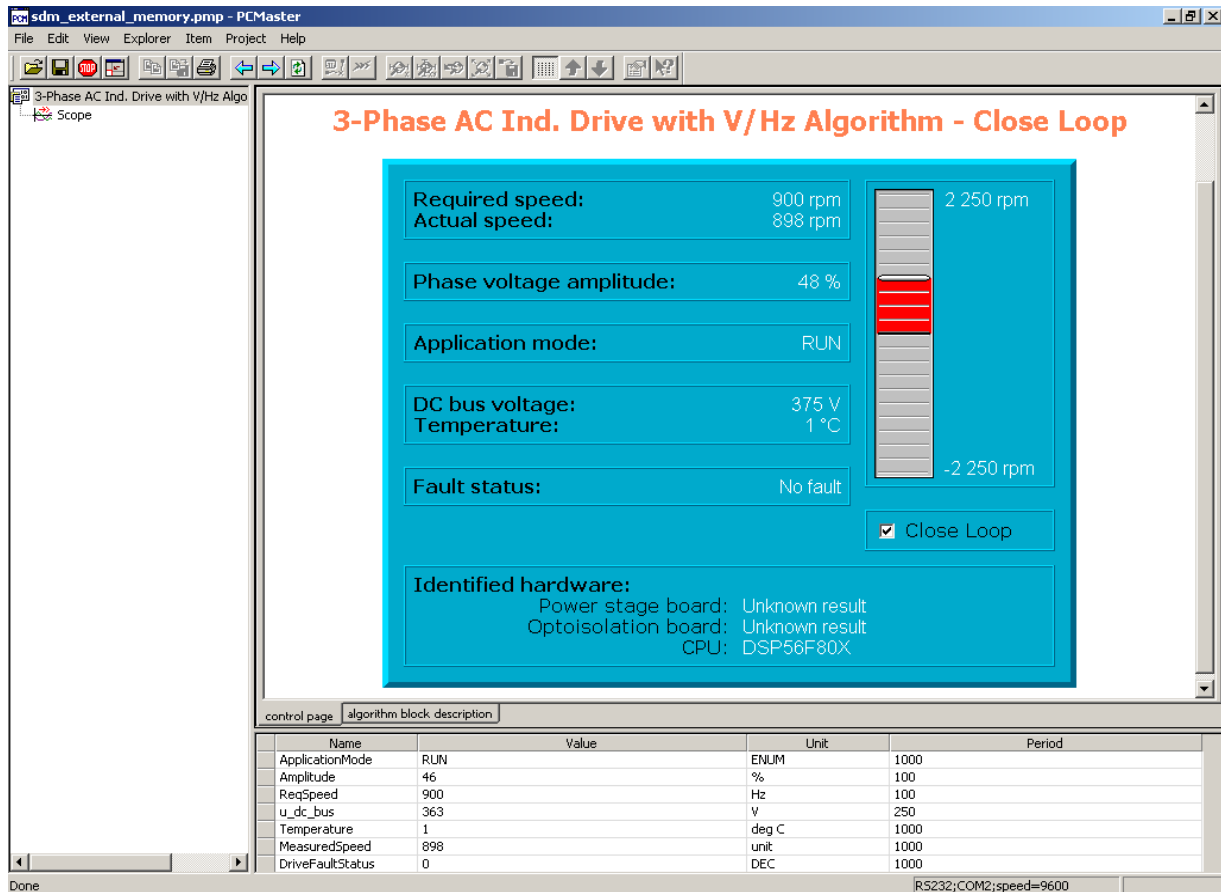 sdm_external_memory.pmp - PCMaster
File Edit View Explorer Item Project Help
STOP
3-Phase AC Ind. Drive with V/Hz Algo
Scope
3-Phase AC Ind. Drive with V/Hz Algorithm - Close Loop
Required speed: 900 rpm
Actual speed: 898 rpm
2 250 rpm
Phase voltage amplitude: 48 %
Application mode: RUN
DC bus voltage: 375 V
Temperature: 1 °C
-2 250 rpm
Fault status: No fault
Close Loop
Identified hardware:
Power stage board: Unknown result
Optoisolation board: Unknown result
CPU: DSP56F80X
control page algorithm block description
Name Value Unit Period
ApplicationMode RUN ENUM 1000
Amplitude 46 % 100
ReqSpeed 900 Hz 100
u_dc_bus 363 V 250
Temperature 1 deg C 1000
MeasuredSpeed 898 unit 1000
DriveFaultStatus 0 DEC 1000
Done RS232;COM2;speed=9600